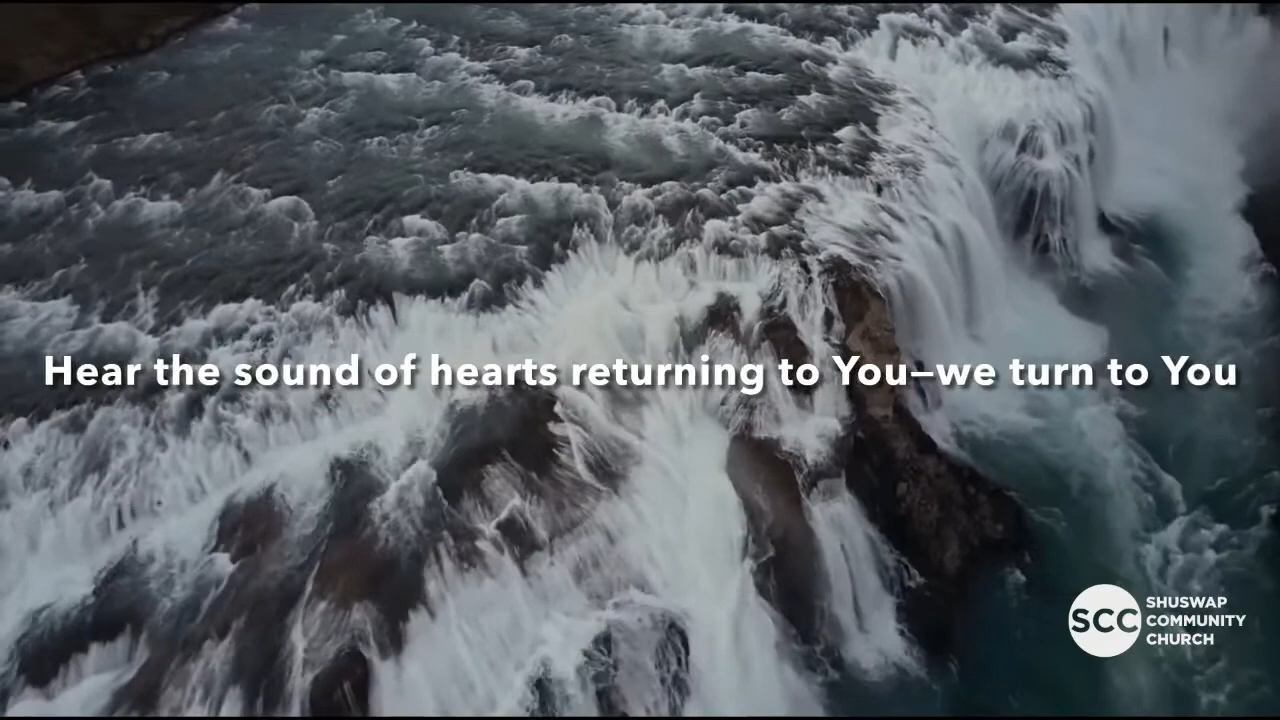 Hear the sound of hearts returning to You—we turn to You
SCC
SHUSWAP
COMMUNITY
CHURCH